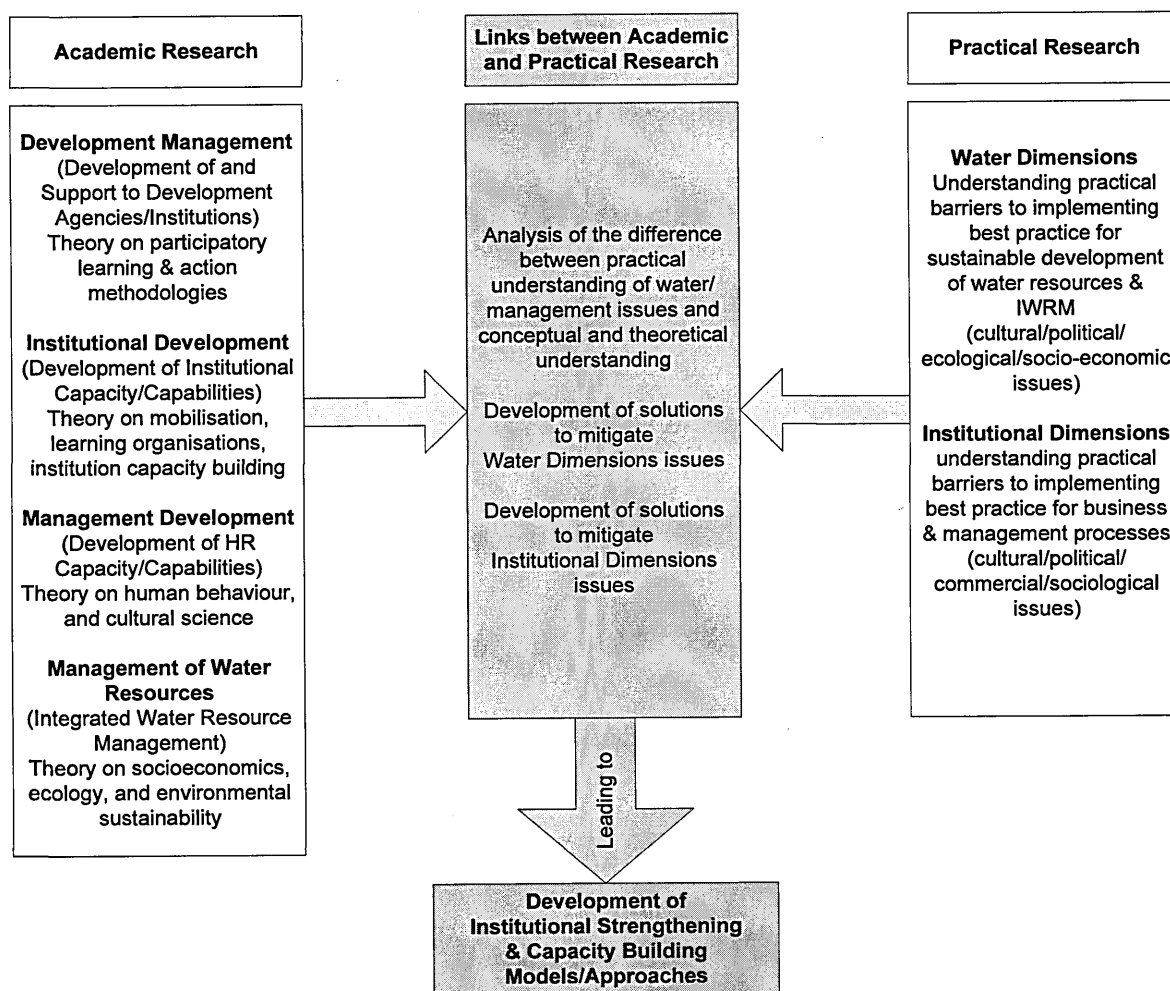 Academic Research
Links between Academic
and Practical Research
Practical Research
Development Management
(Development of and
Support to Development
Agencies/Institutions)
Theory on participatory
learning & action
methodologies
Institutional Development
(Development of Institutional
Capacity/Capabilities)
Theory on mobilisation,
learning organisations,
institution capacity building
Management Development
(Development of HR
Capacity/Capabilities)
Theory on human behaviour,
and cultural science
Management of Water
Resources
(Integrated Water Resource
Management)
Theory on socioeconomics,
ecology, and environmental
sustainability
Analysis of the difference
between practical
understanding of water/
management issues and
conceptual and theoretical
understanding
Development of solutions
to mitigate
Water Dimensions issues
Development of solutions
to mitigate
Institutional Dimensions
issues
Water Dimensions
Understanding practical
barriers to implementing
best practice for
sustainable development
of water resources &
IWRM
(cultural/political/
ecological/socio-economic
issues)
Institutional Dimensions
understanding practical
barriers to implementing
best practice for business
& management processes
(cultural/political/
commercial/sociological
issues)
Leading to
Development of
Institutional Strengthening
& Capacity Building
Models/Approaches